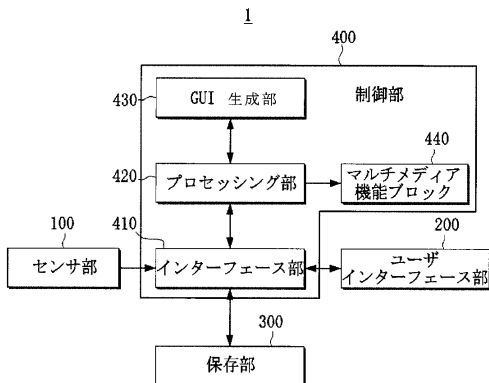 1
400
430
GUI 生成部
制御部
440
420
プロセッシング部
マルチメディア
機能ブロック
100
410
200
センサ部
インターフェース部
ユーザ
インターフェース部
300
保存部